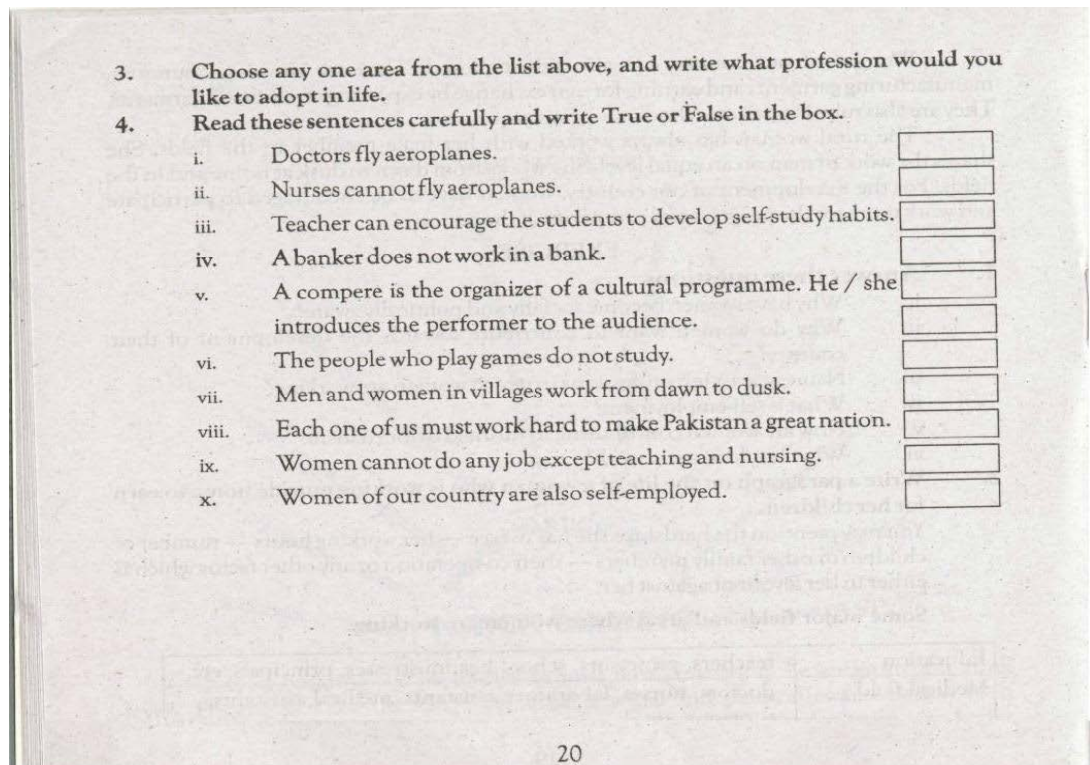 3. Choose any one area from the list above, and write what profession would you
like to adopt in life.
4. Read these sentences carefully and write True or False in the box.
i. Doctors fly aeroplanes.
ii. Nurses cannot fly aeroplanes.
iii. Teacher can encourage the students to develop self-study habits.
iv. A banker does not work in a bank.
v. A compere is the organizer of a cultural programme. He / she
introduces the performer to the audience.
vi. The people who play games do not study.
vii. Men and women in villages work from dawn to dusk.
viii. Each one of us must work hard to make Pakistan a great nation.
ix. Women cannot do any job except teaching and nursing.
x. Women of our country are also self-employed.
20